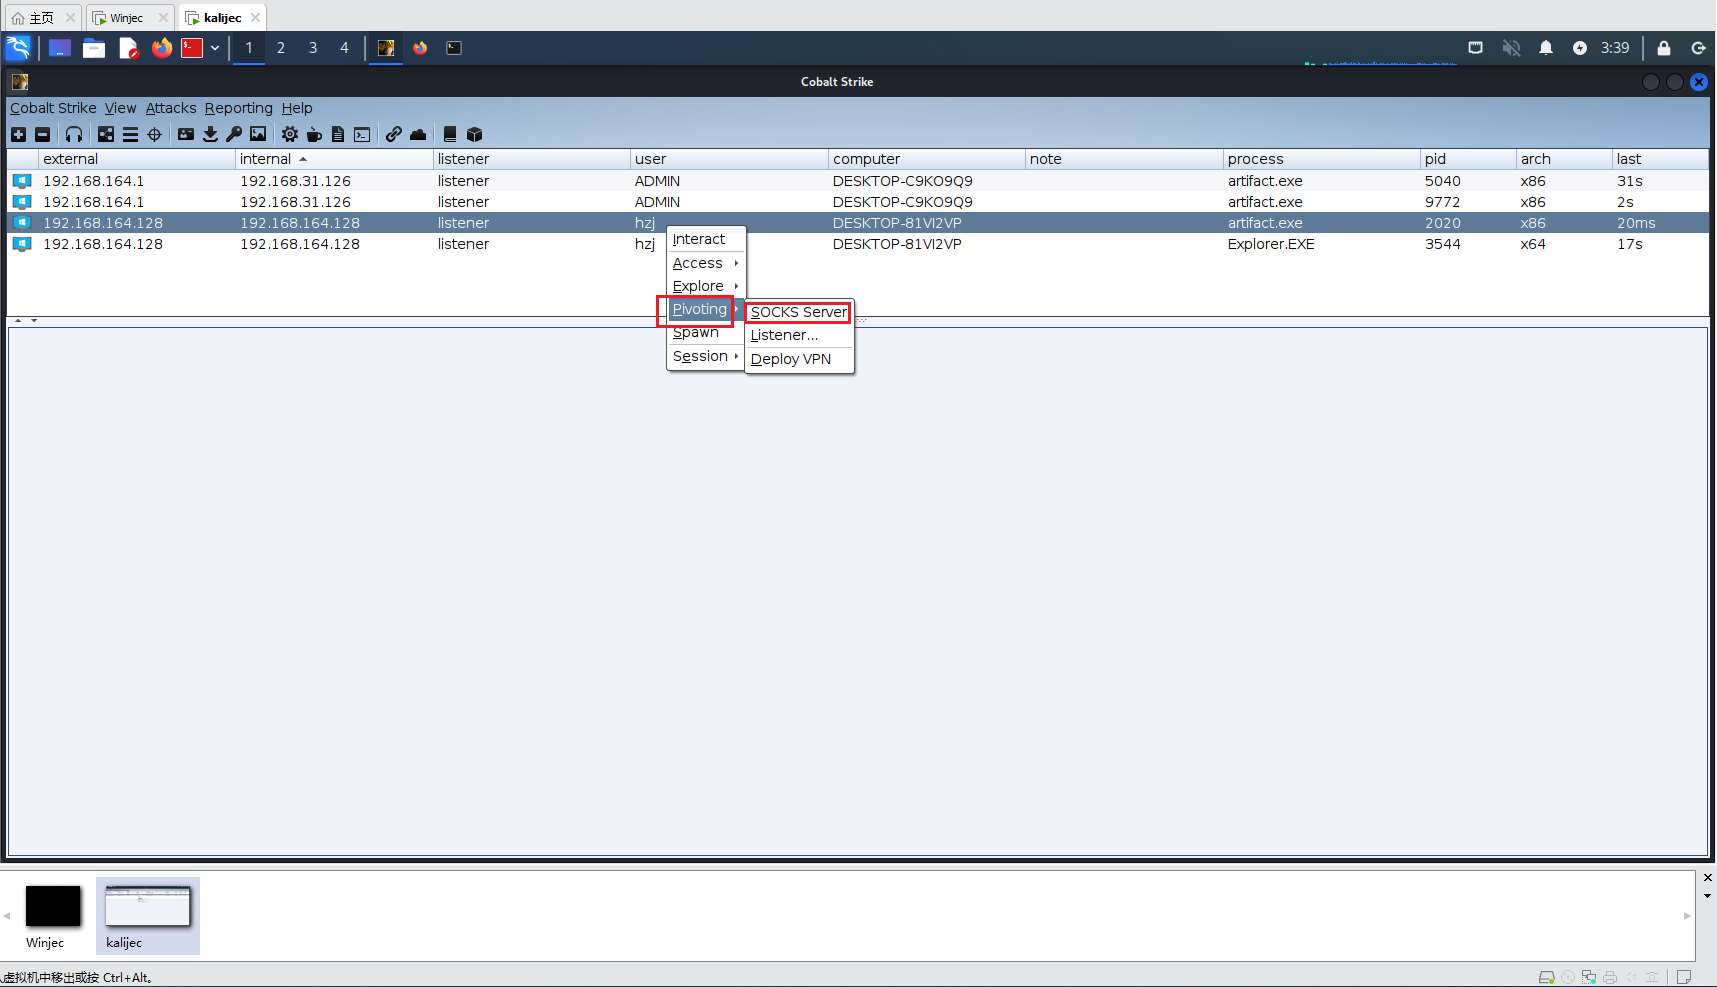 主页 Winjec kalijec
1 2 3 4 3:39
Cobalt Strike
Cobalt Strike View Attacks Reporting Help
external internal listener user computer note process pid arch last
192.168.164.1 192.168.31.126 listener ADMIN DESKTOP-C9KO9Q9 artifact.exe 5040 x86 31s
192.168.164.1 192.168.31.126 listener ADMIN DESKTOP-C9KO9Q9 artifact.exe 9772 x86 2s
192.168.164.128 192.168.164.128 listener hzj DESKTOP-81VI2VP artifact.exe 2020 x86 20ms
192.168.164.128 192.168.164.128 listener hzj DESKTOP-81VI2VP Explorer.EXE 3544 x64 17s
Interact
Access
Explore
Pivoting
Spawn
Session
SOCKS Server
Listener...
Deploy VPN
Winjec kalijec
虚拟机中移出或按 Ctrl+Alt。